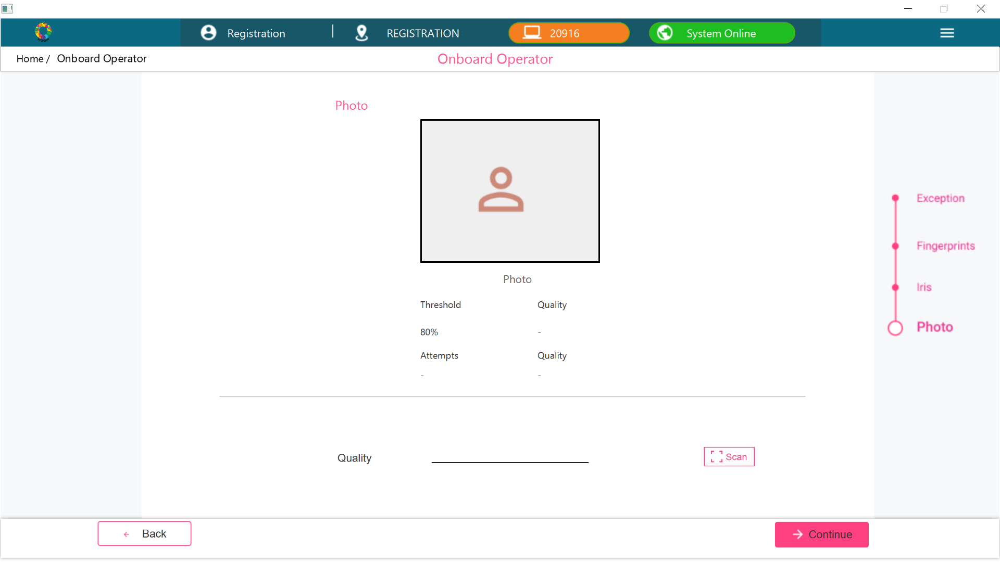 MOSIP
Registration | REGISTRATION 20916 System Online
Home / Onboard Operator Onboard Operator
Photo
Photo
Threshold Quality
80% -
Attempts Quality
- -
Quality Scan
Exception
Fingerprints
Iris
Photo
Back Continue